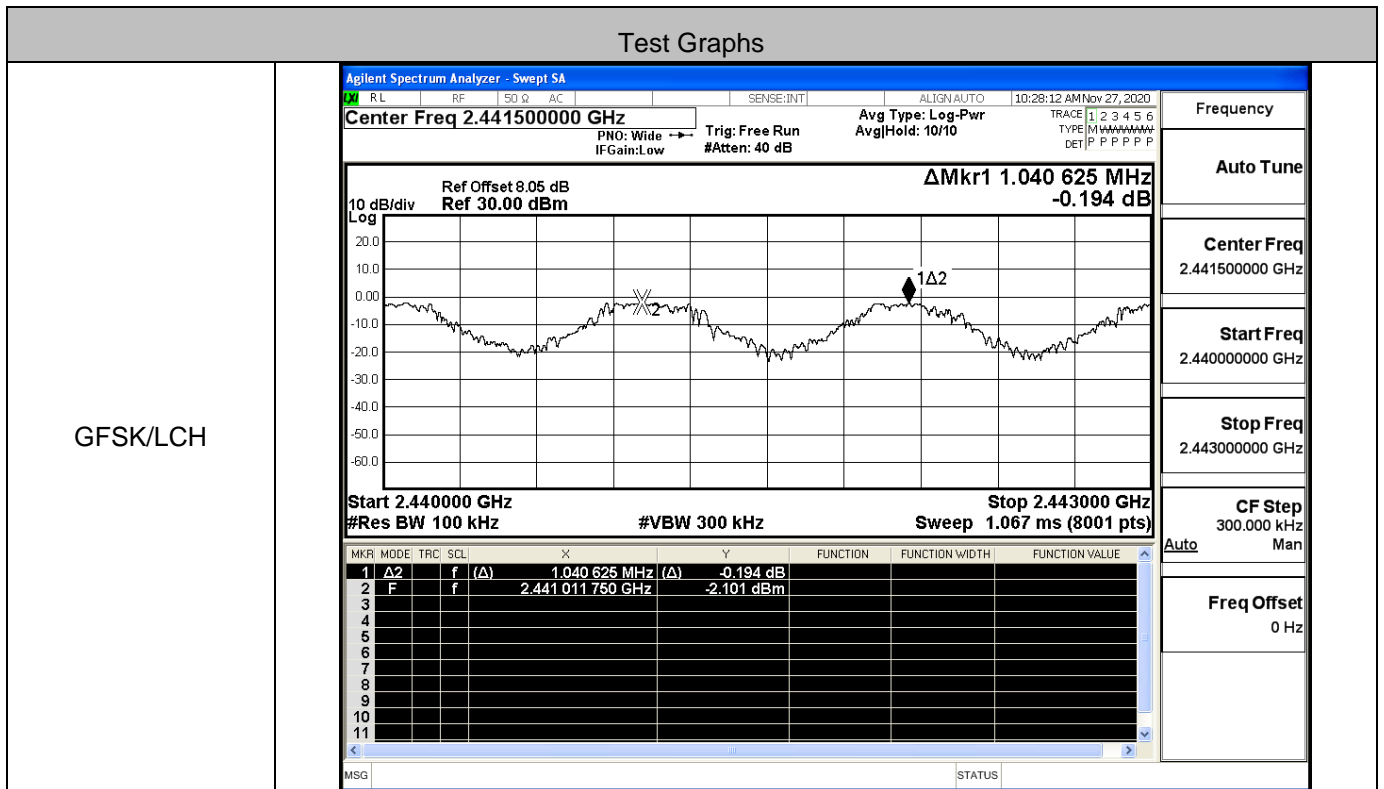 Test Graphs
GFSK/LCH
Agilent Spectrum Analyzer - Swept SA
LXI RL RF 50 Ω AC SENSE:INT ALIGN AUTO 10:28:12 AM Nov 27, 2020
Center Freq 2.441500000 GHz
PNO: Wide
IFGain:Low
Trig: Free Run
#Atten: 40 dB
Avg Type: Log-Pwr
Avg|Hold: 10/10
TRACE 1 2 3 4 5 6
TYPE M WWWWW
DET P P P P P P
ΔMkr1 1.040 625 MHz
-0.194 dB
Ref Offset 8.05 dB
10 dB/div Ref 30.00 dBm
Log
20.0
10.0
0.00
-10.0
-20.0
-30.0
-40.0
-50.0
-60.0
1Δ2
2
Start 2.440000 GHz Stop 2.443000 GHz
#Res BW 100 kHz #VBW 300 kHz Sweep 1.067 ms (8001 pts)
MKR MODE TRC SCL X Y FUNCTION FUNCTION WIDTH FUNCTION VALUE
1 Δ2 f (Δ) 1.040 625 MHz (Δ) -0.194 dB
2 F f 2.441 011 750 GHz -2.101 dBm
3
4
5
6
7
8
9
10
11
MSG STATUS
Frequency
Auto Tune
Center Freq
2.441500000 GHz
Start Freq
2.440000000 GHz
Stop Freq
2.443000000 GHz
CF Step
300.000 kHz
Auto Man
Freq Offset
0 Hz